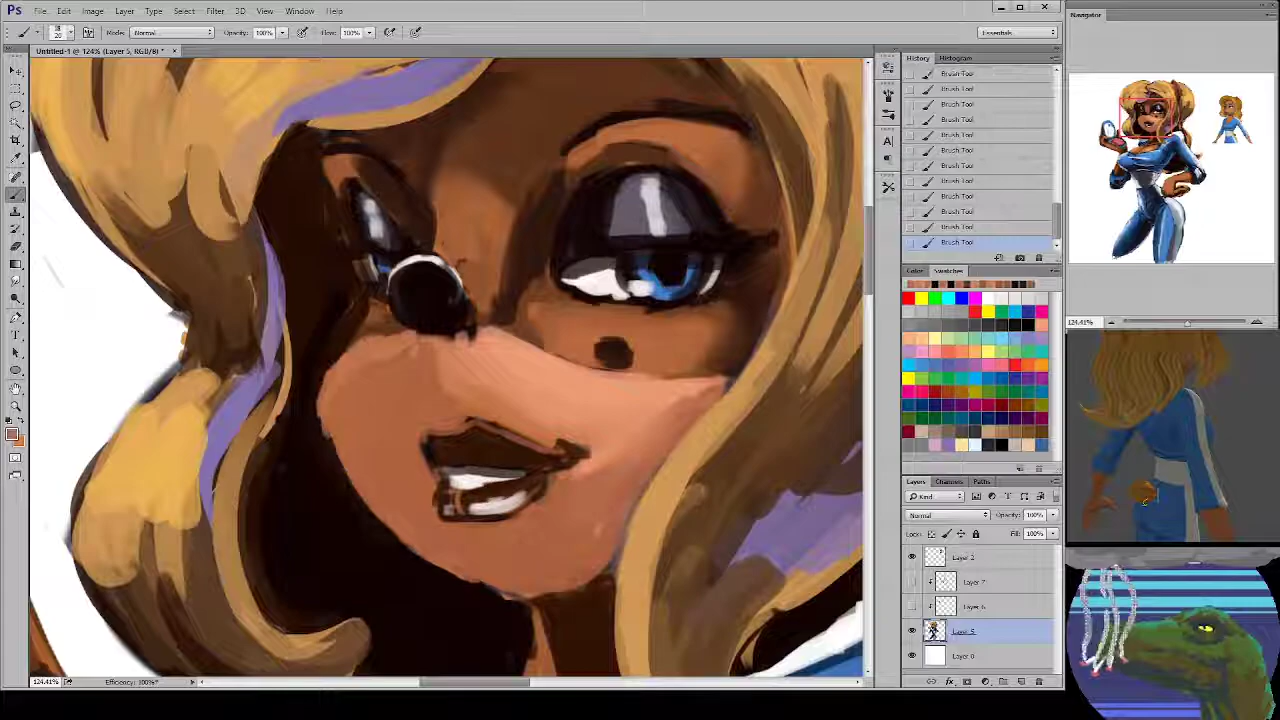 Ps File Edit Image Layer Type Select Filter 3D View Window Help
20 Mode: Normal Opacity: 100% Flow: 100% Essentials
Untitled-1 @ 124% (Layer 5, RGB/8) * ×
Navigator
124.41%
History Histogram
Brush Tool
Brush Tool
Brush Tool
Brush Tool
Brush Tool
Brush Tool
Brush Tool
Brush Tool
Brush Tool
Brush Tool
Brush Tool
Brush Tool
Color Swatches
Layers Channels Paths
Kind
Normal Opacity: 100%
Lock: Fill: 100%
Layer 2
Layer 7
Layer 6
Layer 5
Layer 0
124.41% Efficiency: 100%*